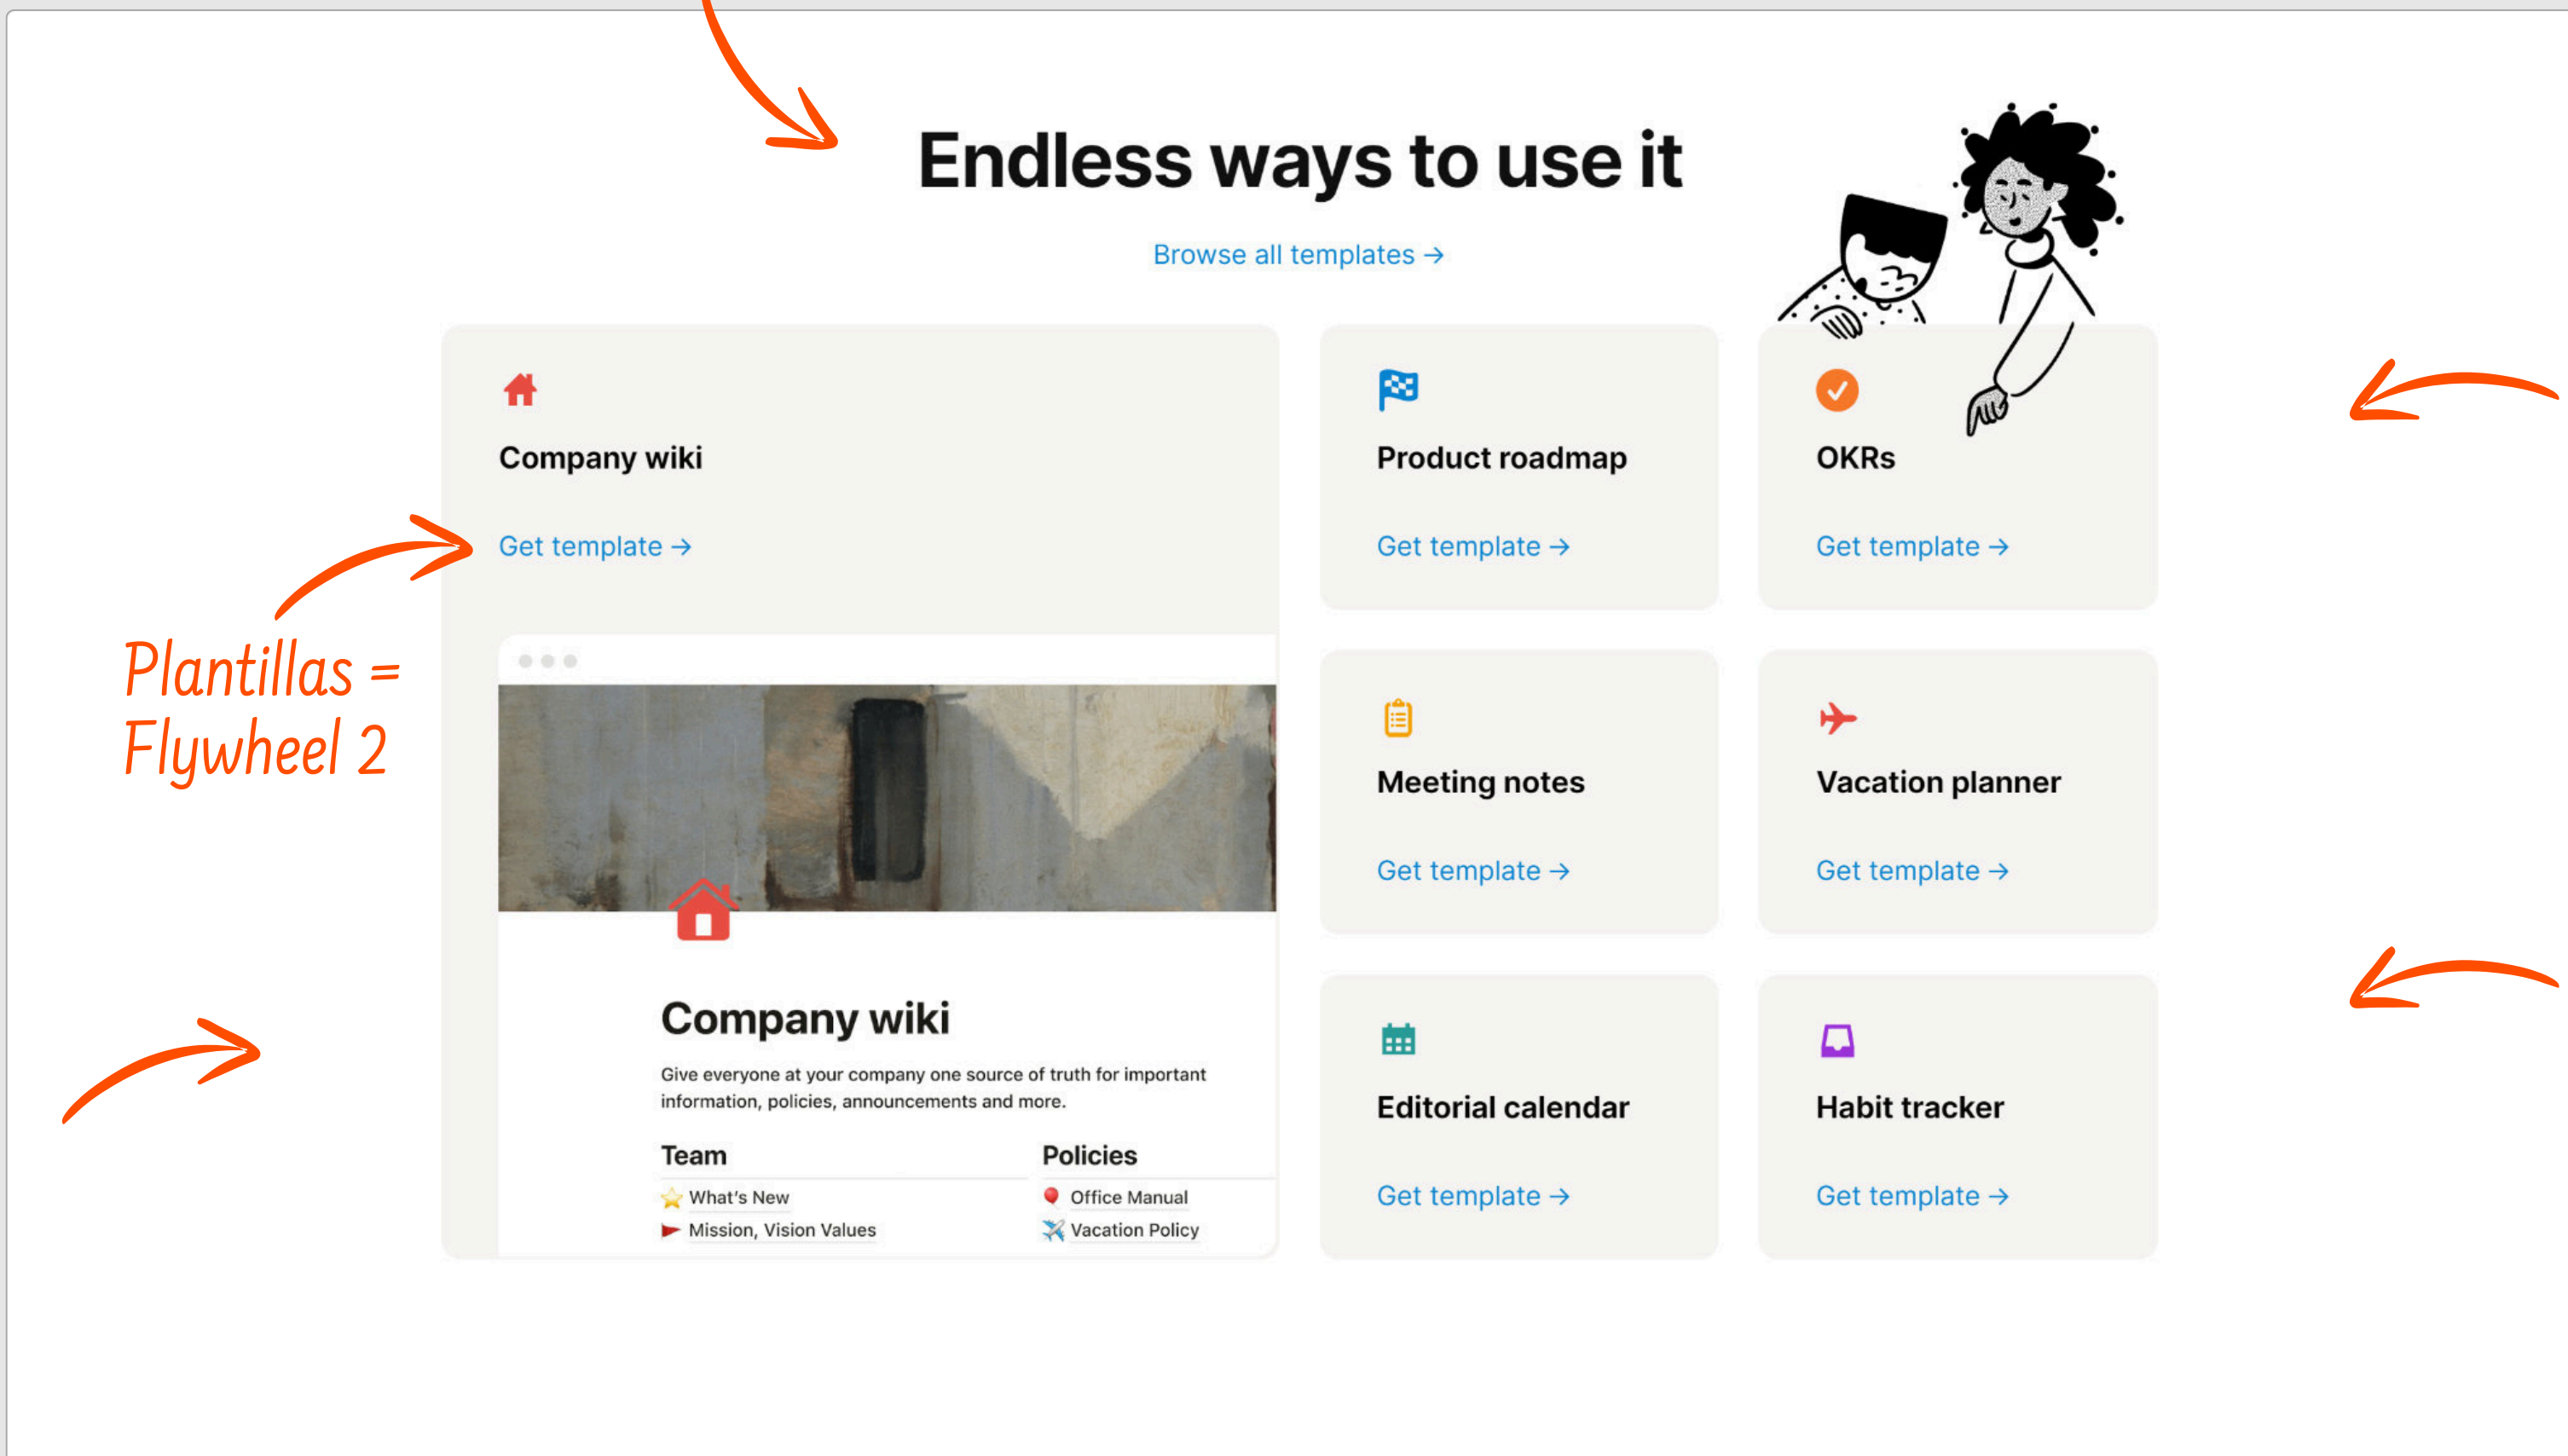 Endless ways to use it
Browse all templates →
Company wiki
Get template →
Plantillas =
Flywheel 2
Company wiki
Give everyone at your company one source of truth for important
information, policies, announcements and more.
Team
What's New
Mission, Vision Values
Policies
Office Manual
Vacation Policy
Product roadmap
Get template →
OKRs
Get template →
Meeting notes
Get template →
Vacation planner
Get template →
Editorial calendar
Get template →
Habit tracker
Get template →